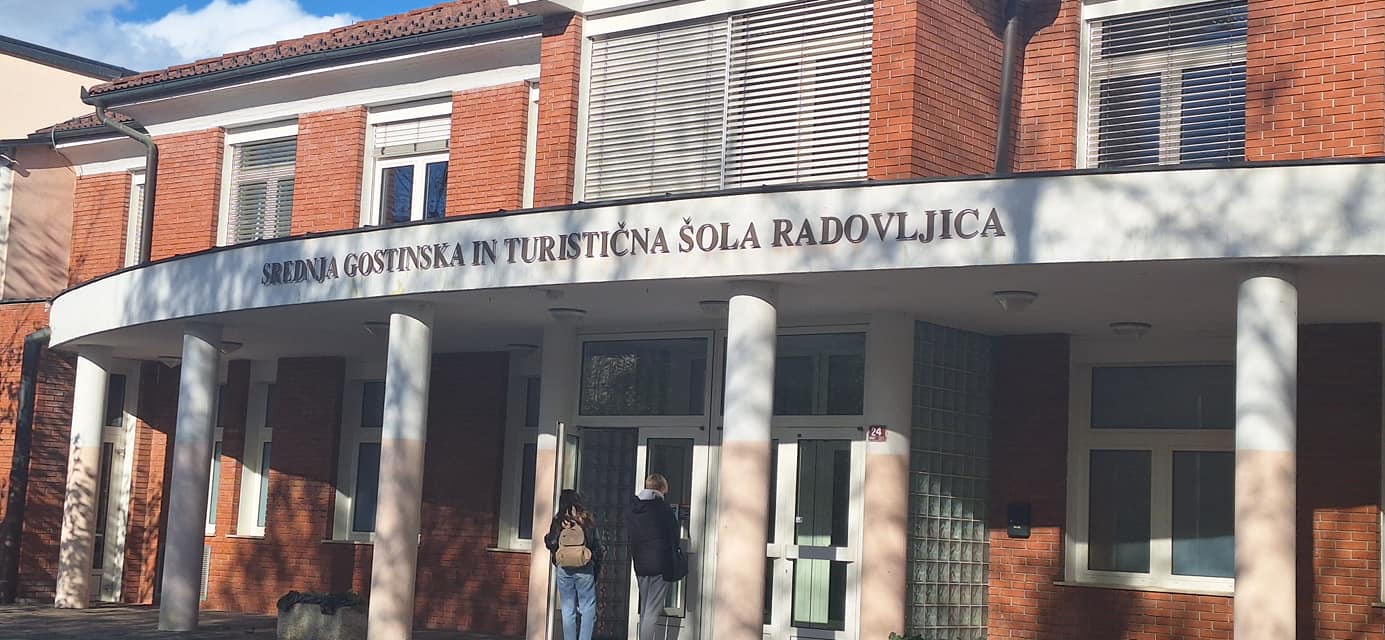 SREDNJA GOSTINSKA IN TURISTIČNA ŠOLA RADOVLJICA
24